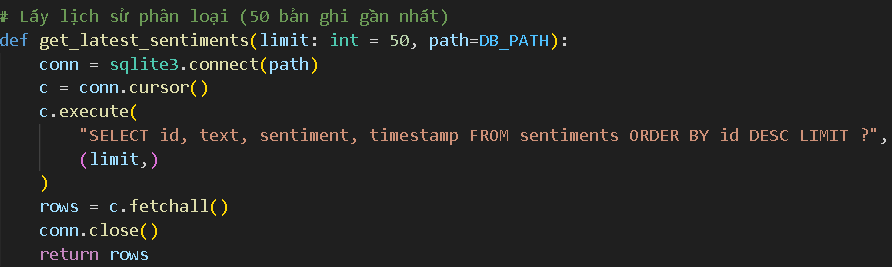 # Lấy lịch sử phân loại (50 bản ghi gần nhất)
def get_latest_sentiments(limit: int = 50, path=DB_PATH):
    conn = sqlite3.connect(path)
    c = conn.cursor()
    c.execute(
        "SELECT id, text, sentiment, timestamp FROM sentiments ORDER BY id DESC LIMIT ?",
        (limit,)
    )
    rows = c.fetchall()
    conn.close()
    return rows